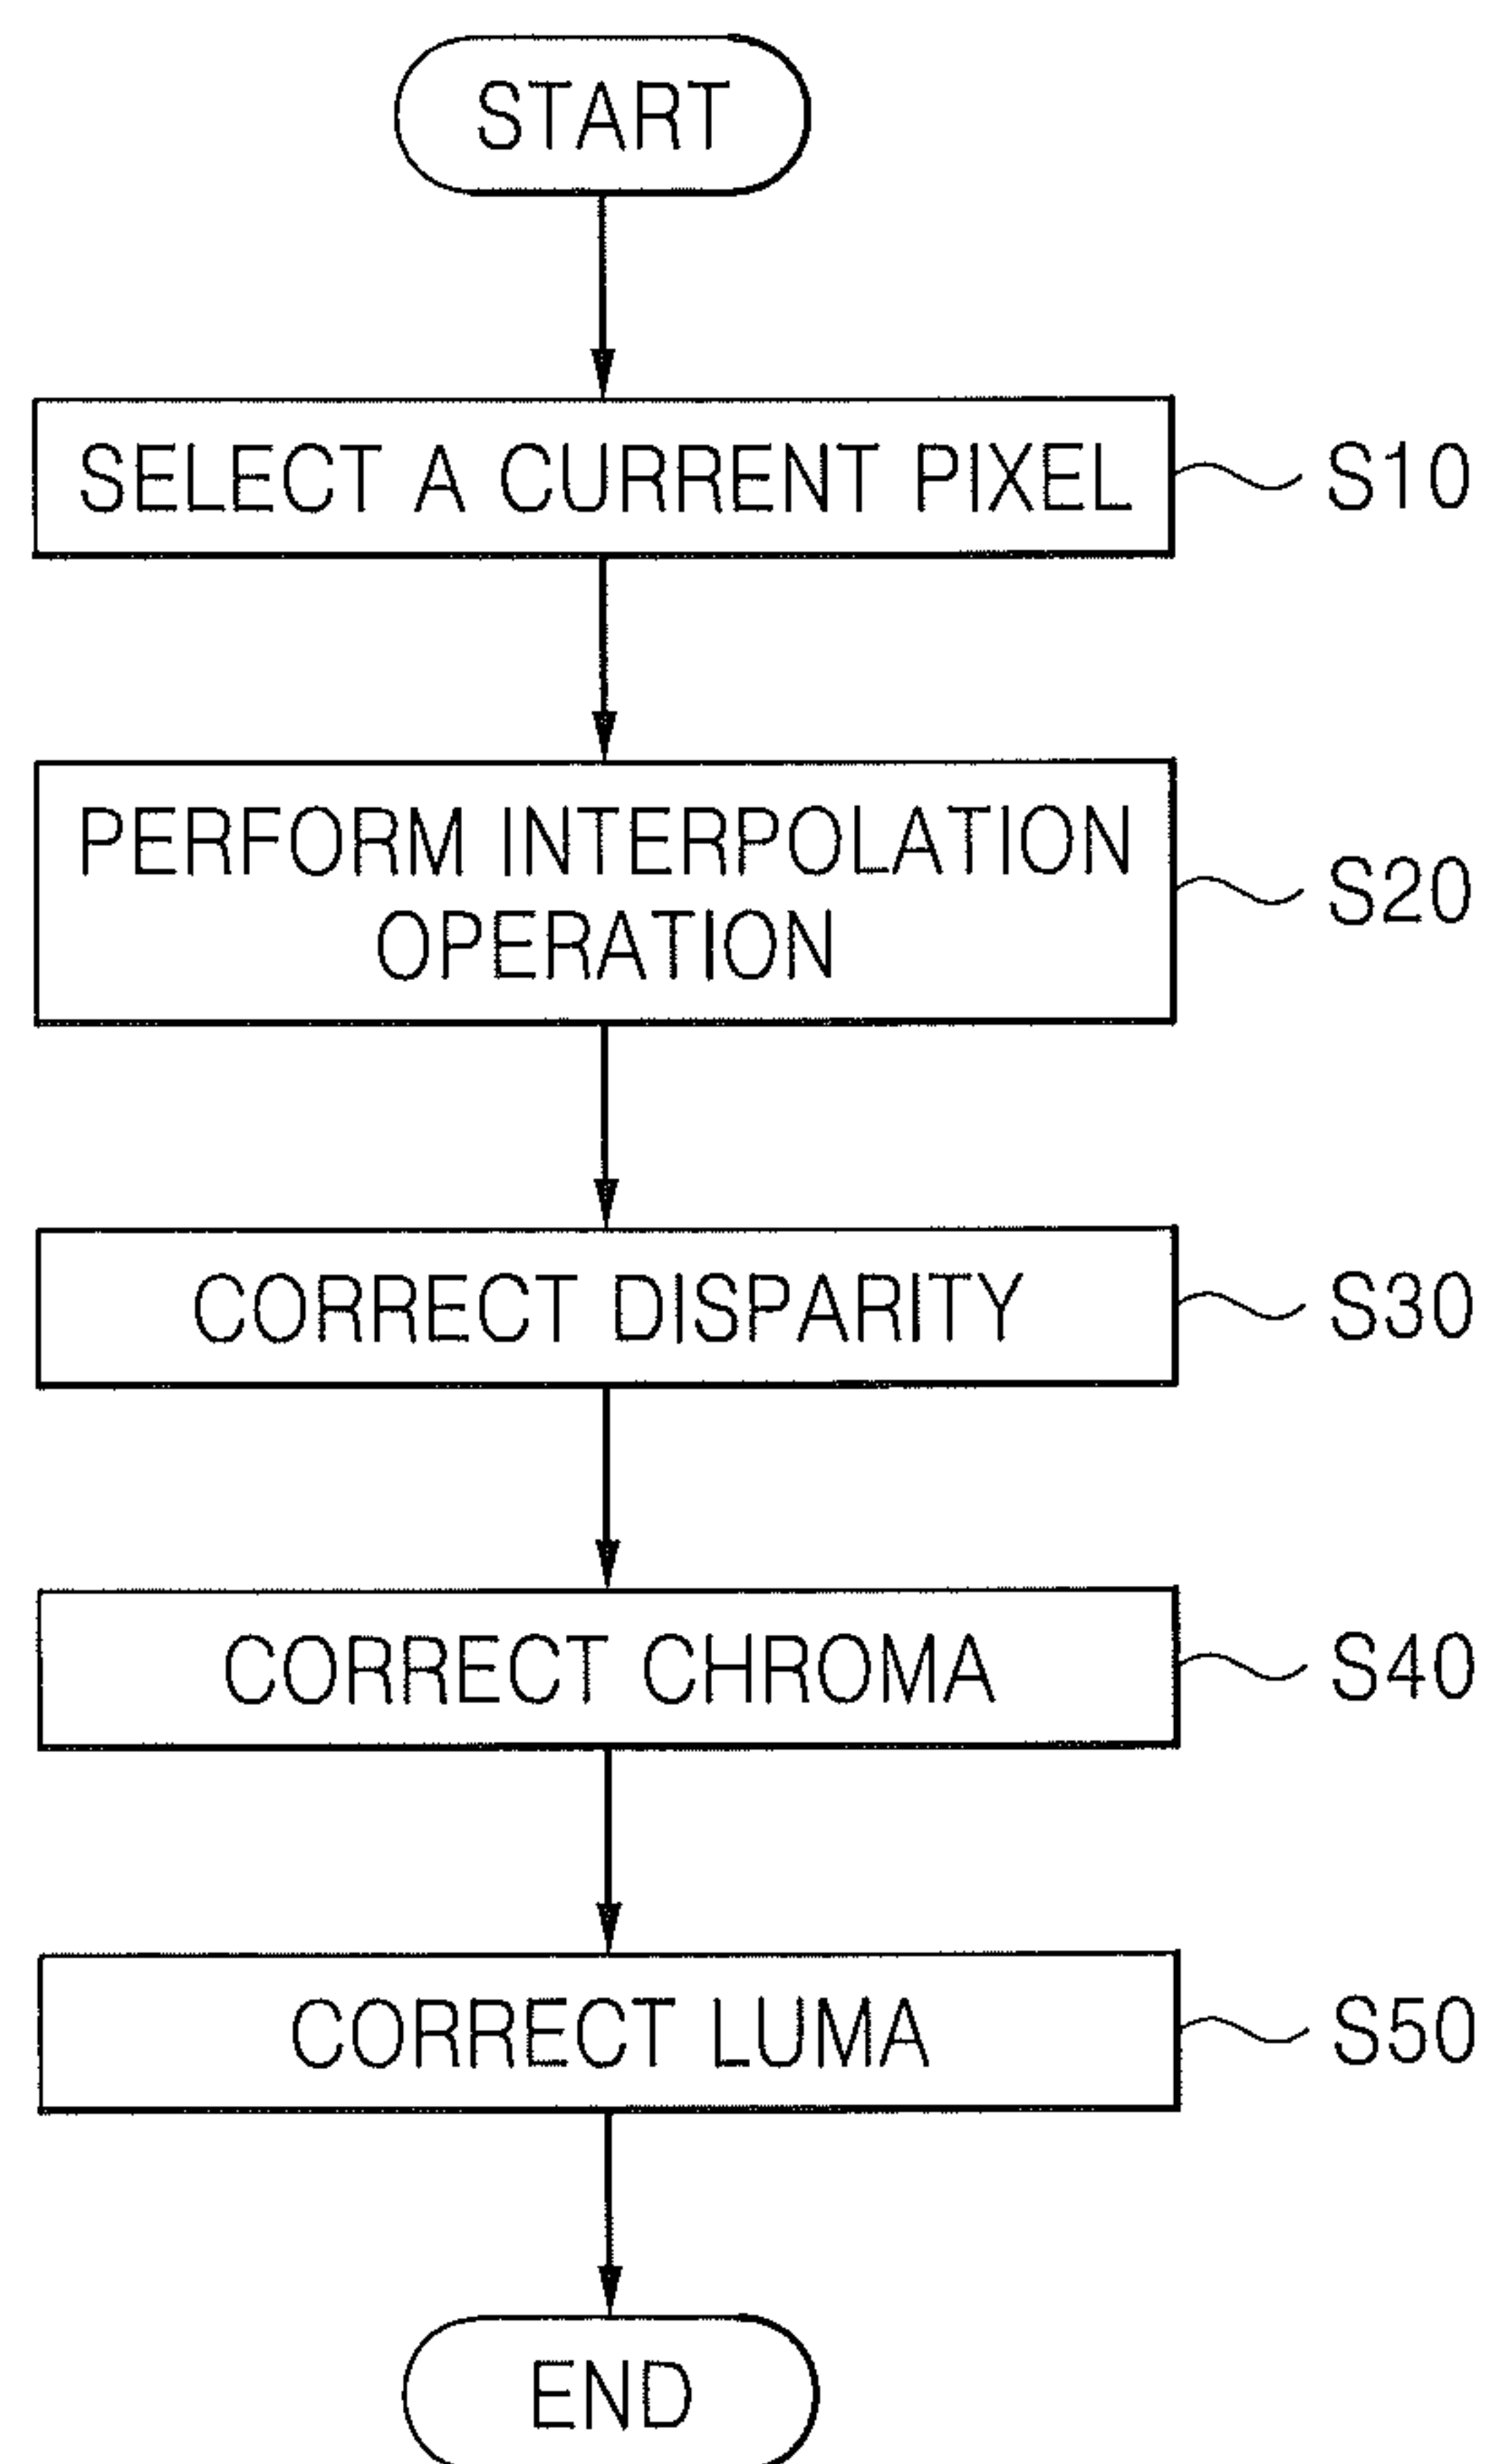 START
SELECT A CURRENT PIXEL
S10
PERFORM INTERPOLATION
OPERATION
S20
CORRECT DISPARITY
S30
CORRECT CHROMA
S40
CORRECT LUMA
S50
END